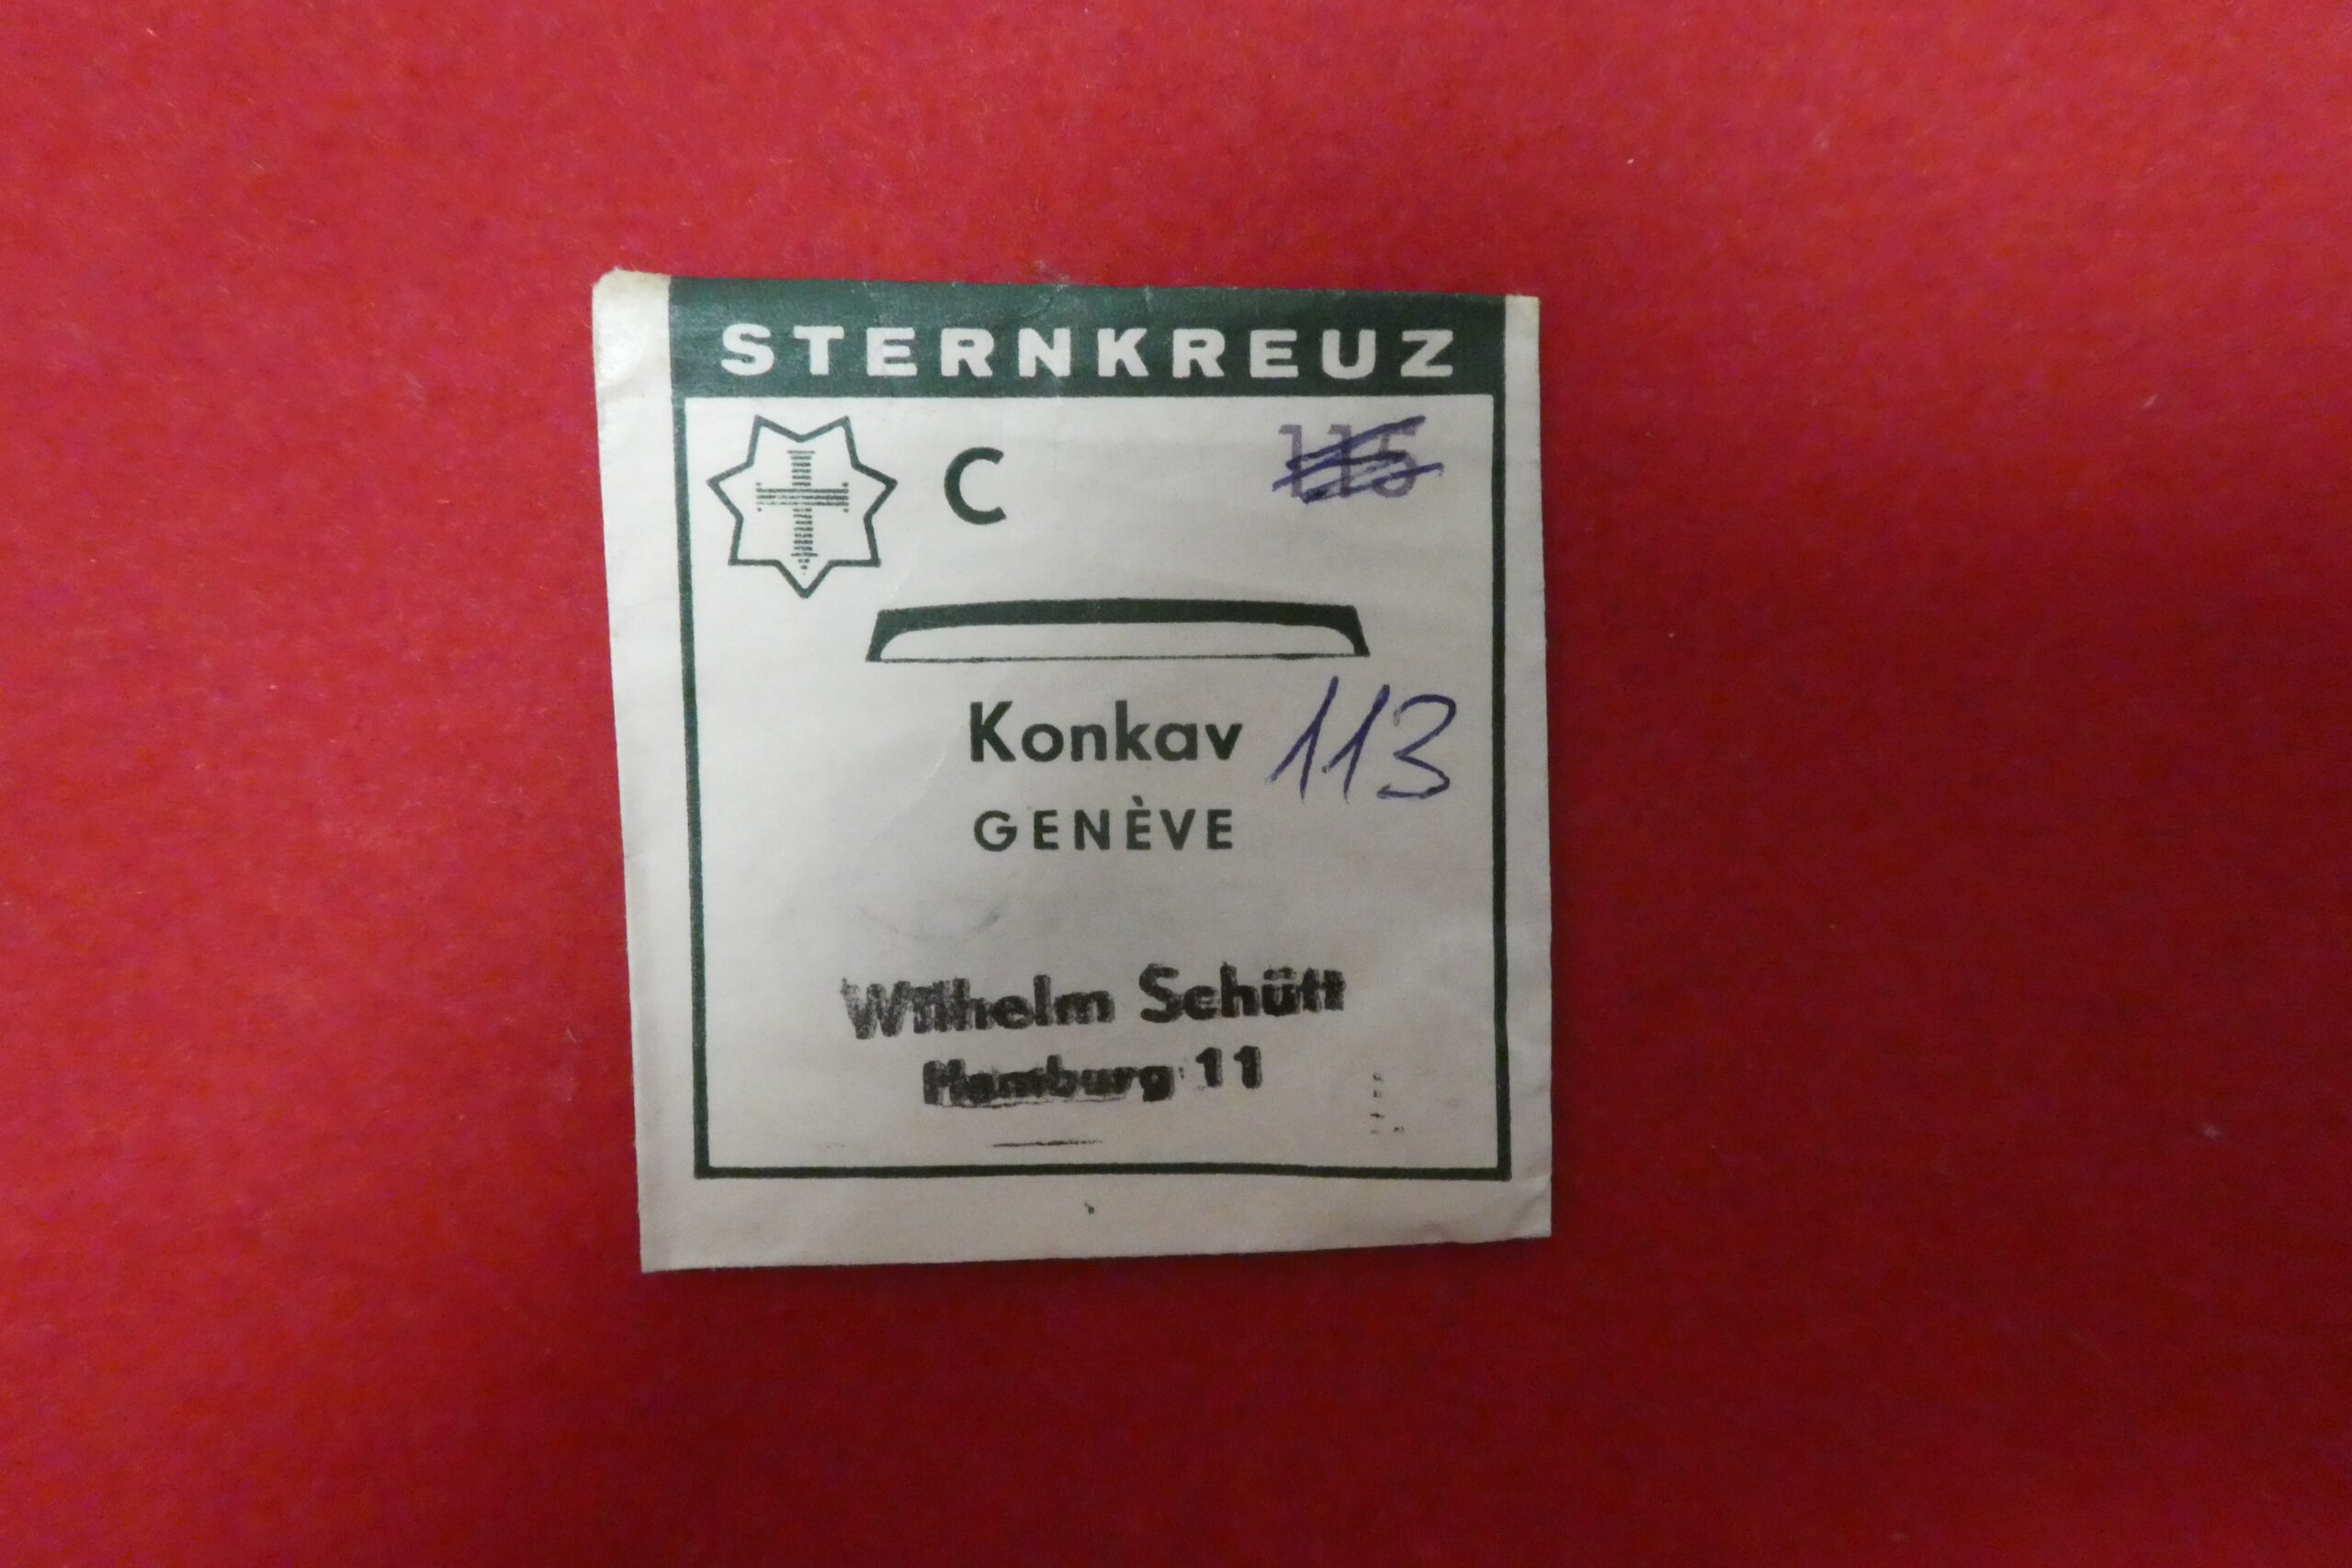 STERNKREUZ
C 115
Konkav 113
GENÈVE
Wilhelm Schütt
Hamburg 11